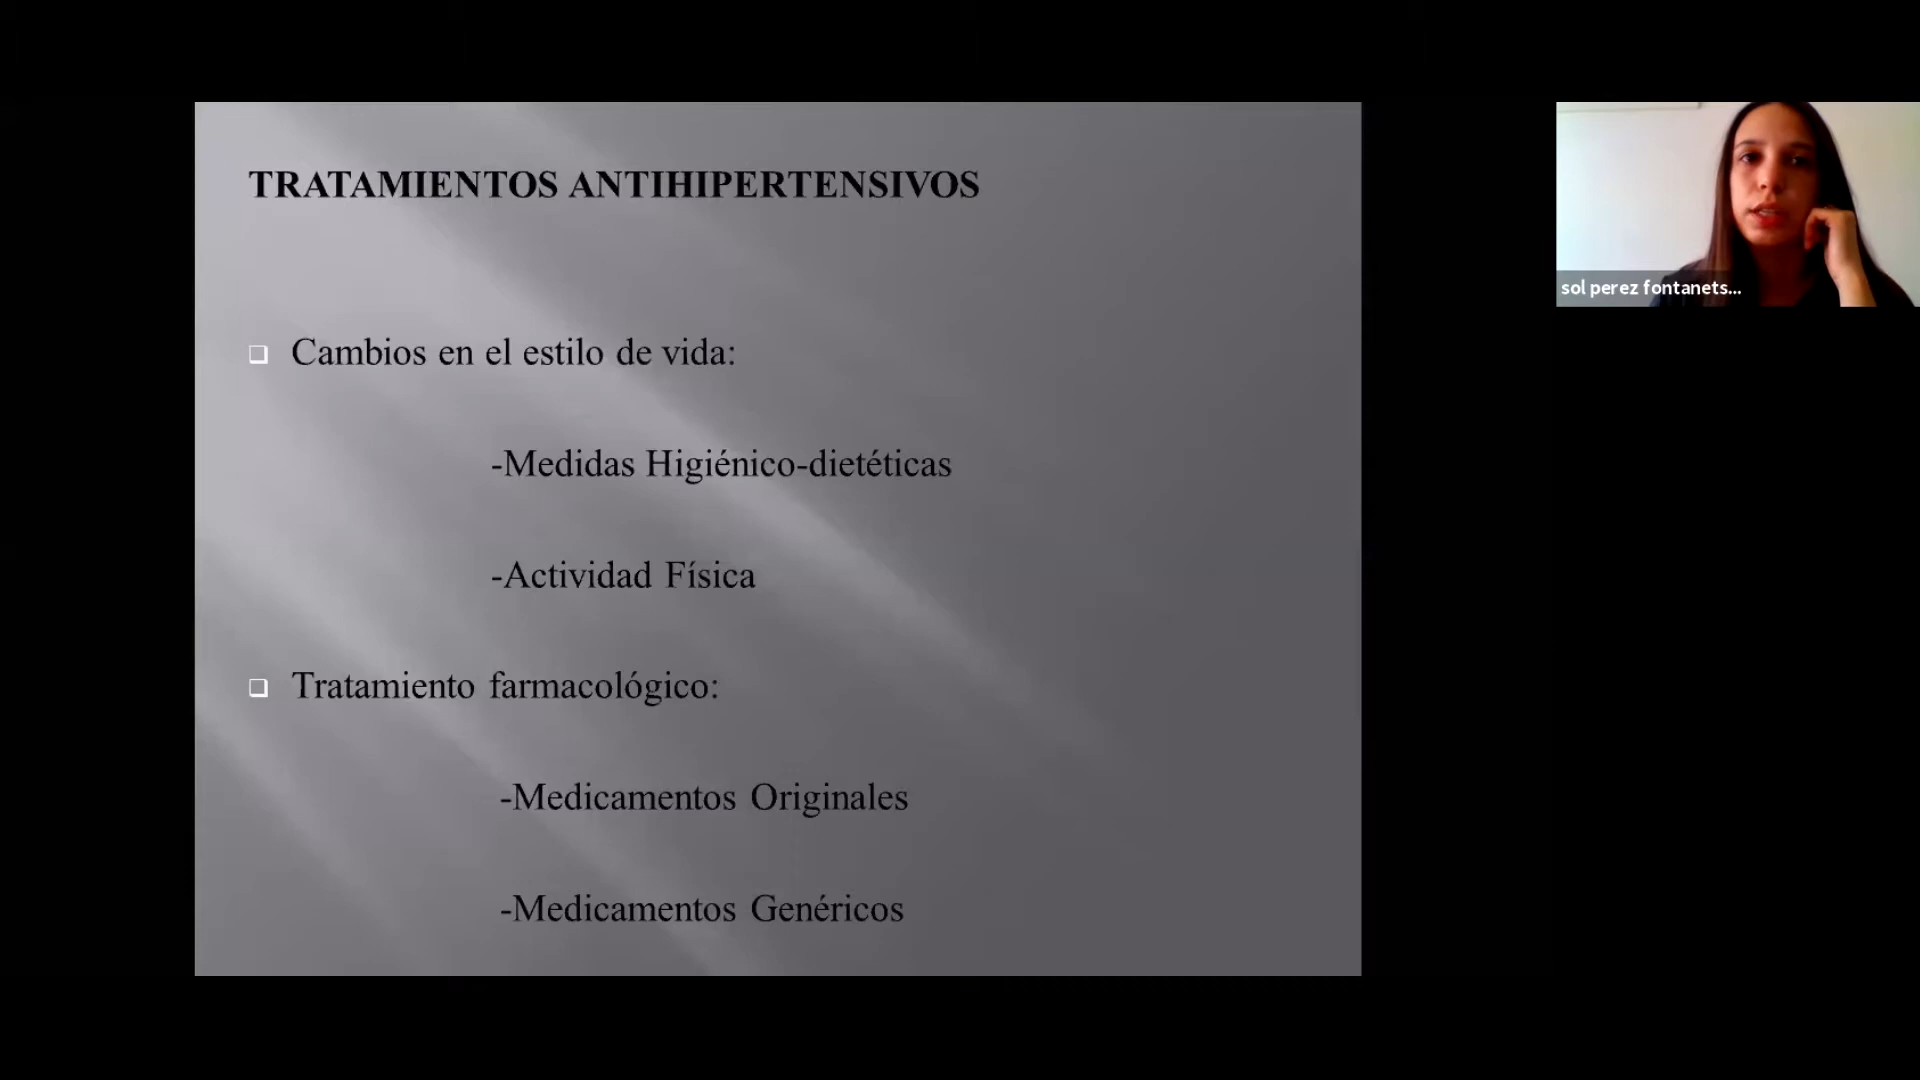 TRATAMIENTOS ANTIHIPERTENSIVOS
Cambios en el estilo de vida:
-Medidas Higiénico-dietéticas
-Actividad Física
Tratamiento farmacológico:
-Medicamentos Originales
-Medicamentos Genéricos
sol perez fontanets...